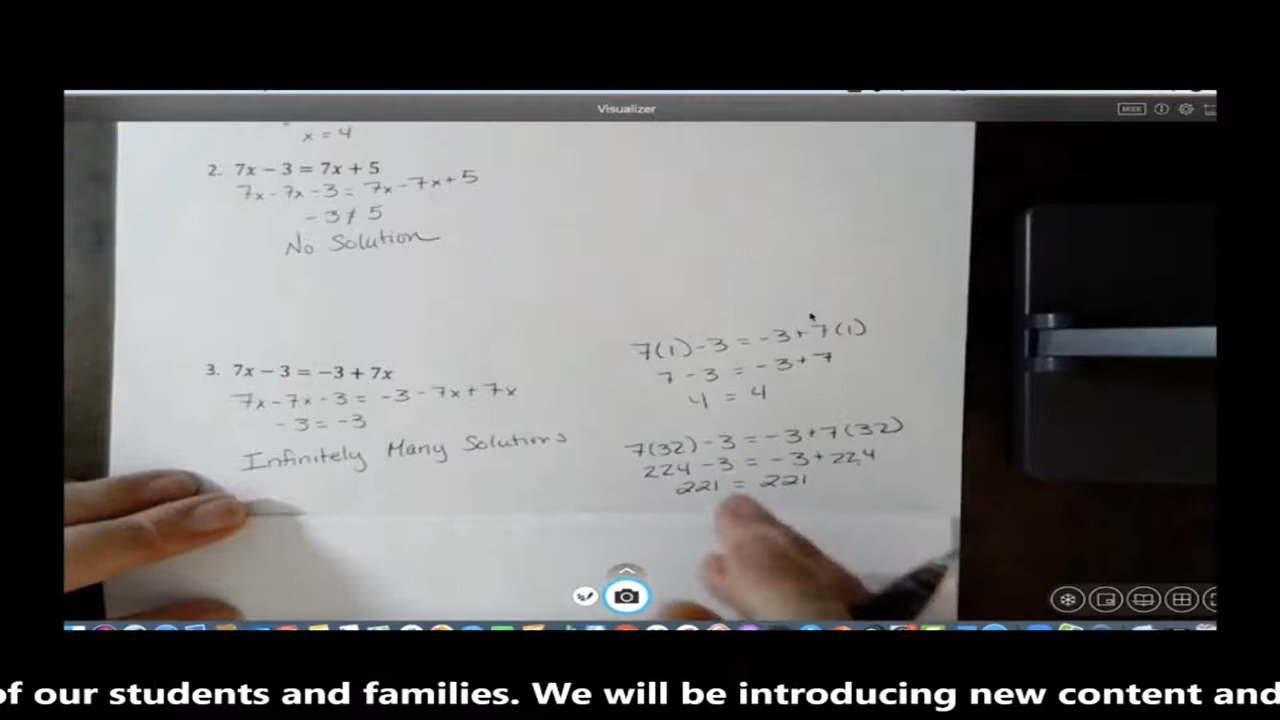 Visualizer
MODE
x = 4
2. 7x − 3 = 7x + 5
7x - 7x - 3 = 7x - 7x + 5
- 3 ≠ 5
No Solution
3. 7x − 3 = −3 + 7x
7x - 7x - 3 = -3 - 7x + 7x
- 3 = -3
Infinitely Many Solutions
7(1) - 3 = -3 + 7(1)
7 - 3 = - 3 + 7
4 = 4
7(32) - 3 = -3 + 7(32)
224 - 3 = -3 + 224
221 = 221
of our students and families. We will be introducing new content and